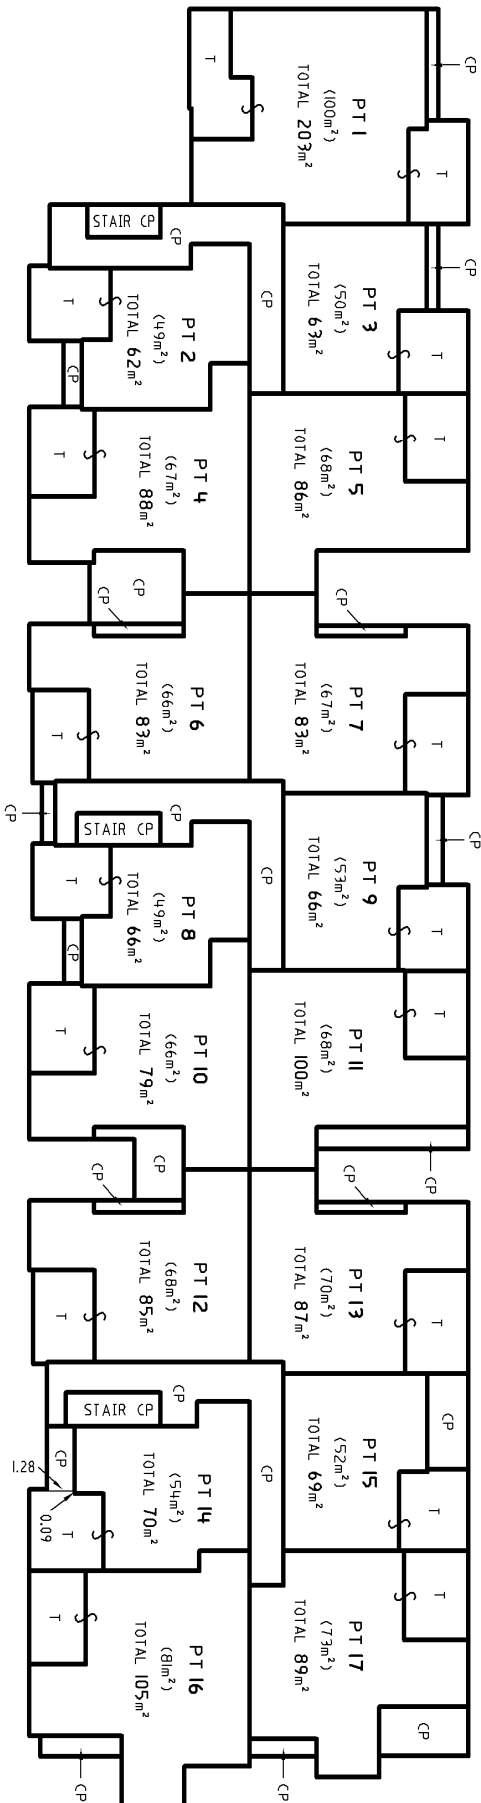 CP
T
PT 1
(100m²)
TOTAL 203m²
T
STAIR CP
CP
CP
CP
T
PT 3
(50m²)
TOTAL 63m²
T
PT 2
(49m²)
TOTAL 62m²
CP
T
PT 4
(67m²)
TOTAL 88m²
PT 5
(68m²)
TOTAL 86m²
T
CP
CP
CP
T
PT 6
(66m²)
TOTAL 83m²
PT 7
(67m²)
TOTAL 83m²
T
CP
STAIR CP
CP
CP
CP
T
PT 8
(49m²)
TOTAL 66m²
PT 9
(53m²)
TOTAL 66m²
T
CP
T
PT 10
(66m²)
TOTAL 79m²
PT 11
(68m²)
TOTAL 100m²
T
CP
CP
CP
CP
T
PT 12
(68m²)
TOTAL 85m²
PT 13
(70m²)
TOTAL 87m²
T
STAIR CP
CP
CP
CP
CP
1.28
0.09
T
PT 14
(54m²)
TOTAL 70m²
PT 15
(52m²)
TOTAL 69m²
T
T
PT 16
(81m²)
TOTAL 105m²
PT 17
(73m²)
TOTAL 89m²
T
CP
CP
CP